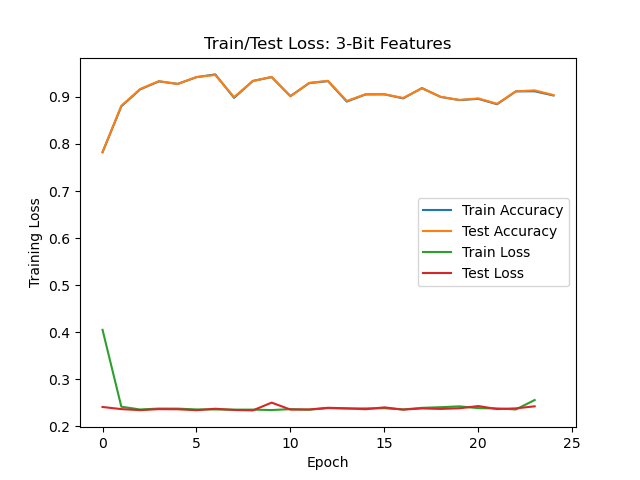 Train/Test Loss: 3-Bit Features
Training Loss
0.9
0.8
0.7
0.6
0.5
0.4
0.3
0.2
Train Accuracy
Test Accuracy
Train Loss
Test Loss
0 5 10 15 20 25
Epoch